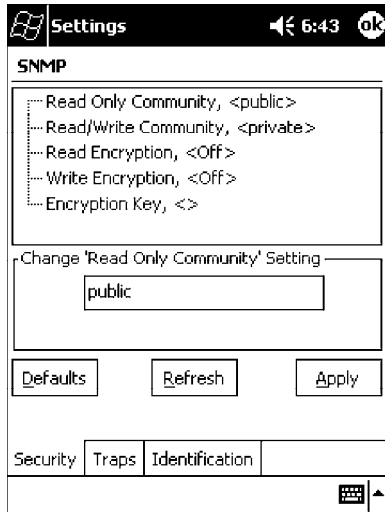 Settings 6:43 ok
SNMP
Read Only Community, <public>
Read/Write Community, <private>
Read Encryption, <Off>
Write Encryption, <Off>
Encryption Key, <>
Change 'Read Only Community' Setting
public
Defaults Refresh Apply
Security Traps Identification